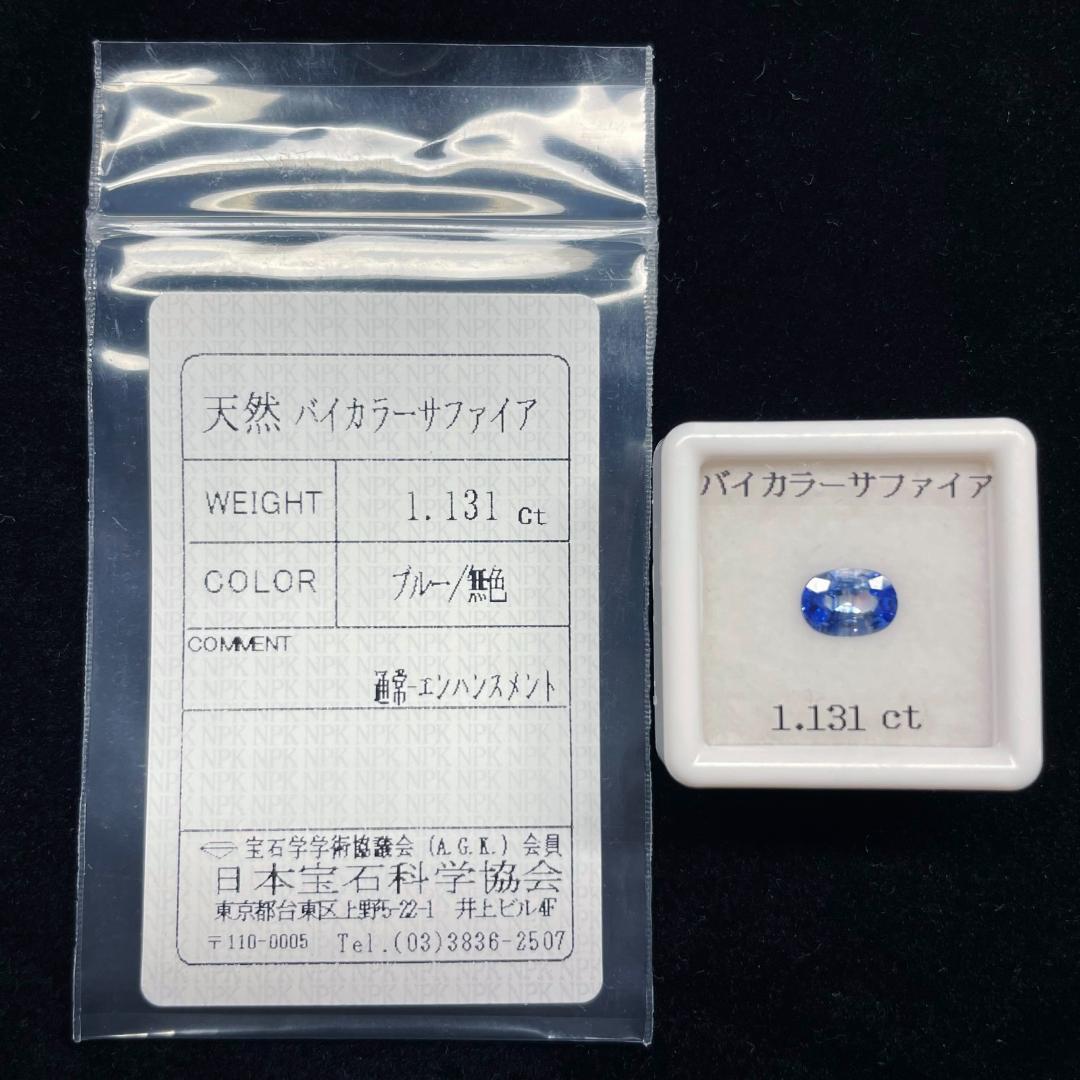 天然 バイカラーサファイア
WEIGHT 1.131 ct
COLOR ブルー/無色
COMMENT
通常-エンハンスメント
宝石学学術協議会 (A.G.K.) 会員
日本宝石科学協会
東京都台東区上野5-22-1 井上ビル4F
〒110-0005 Tel.(03)3836-2507
バイカラーサファイア
1.131 ct